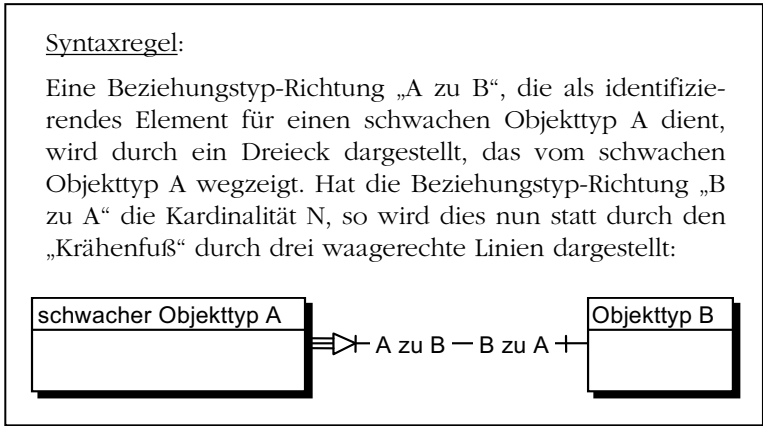 Syntaxregel:
Eine Beziehungstyp-Richtung „A zu B“, die als identifizie-
rendes Element für einen schwachen Objekttyp A dient,
wird durch ein Dreieck dargestellt, das vom schwachen
Objekttyp A wegzeigt. Hat die Beziehungstyp-Richtung „B
zu A“ die Kardinalität N, so wird dies nun statt durch den
„Krähenfuß“ durch drei waagerechte Linien dargestellt:
schwacher Objekttyp A
A zu B
B zu A
Objekttyp B